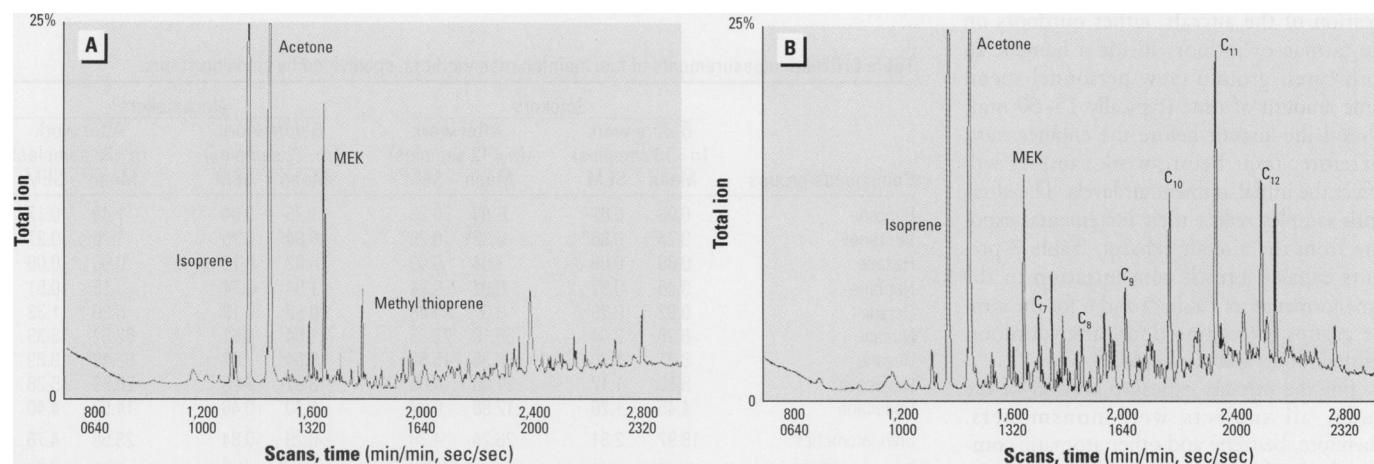 A
25%
Acetone
MEK
Isoprene
Methyl thioprene
Total ion
0
800 1,200 1,600 2,000 2,400 2,800
0640 1000 1320 1640 2000 2320
Scans, time (min/min, sec/sec)
B
25%
Acetone
C11
MEK
C10
C12
Isoprene
C9
C7
C8
Total ion
0
800 1,200 1,600 2,000 2,400 2,800
0640 1000 1320 1640 2000 2320
Scans, time (min/min, sec/sec)